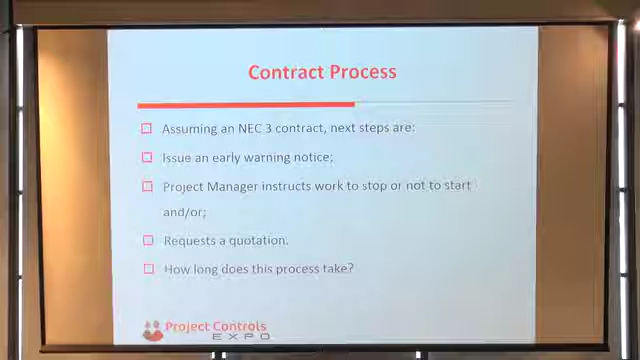 Contract Process
Assuming an NEC 3 contract, next steps are:
Issue an early warning notice;
Project Manager instructs work to stop or not to start
and/or;
Requests a quotation.
How long does this process take?
Project Controls
EXPO